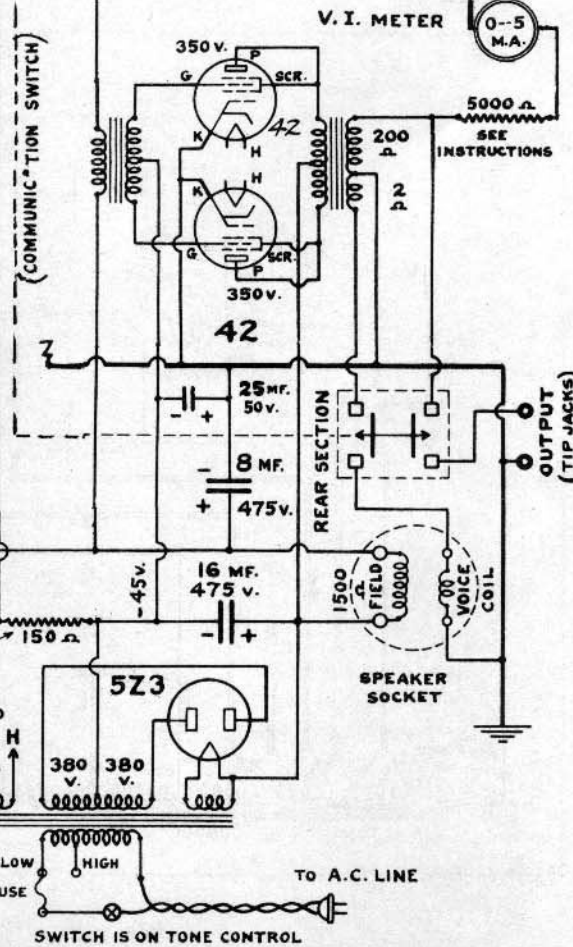 V. I. METER
0--5
M.A.
350 V.
P
G
SCR.
42
K
H
5000 Ω
SEE
INSTRUCTIONS
200
Ω
2
Ω
(COMMUNICATION SWITCH)
H
K
G
SCR.
P
350 V.
42
25 MF.
50 V.
- +
REAR SECTION
OUTPUT
(TIP JACKS)
- 8 MF.
+ 475 V.
-45 V.
16 MF.
475 V.
- +
1500
Ω
FIELD
VOICE
COIL
150 Ω
SPEAKER
SOCKET
5Z3
H
380
V.
380
V.
LOW
HIGH
USE
TO A.C. LINE
SWITCH IS ON TONE CONTROL